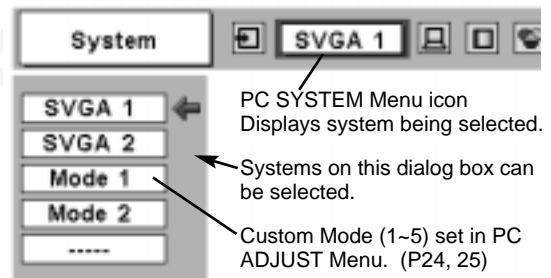 System
SVGA 1
SVGA 1
SVGA 2
Mode 1
Mode 2
-----
PC SYSTEM Menu icon
Displays system being selected.
Systems on this dialog box can
be selected.
Custom Mode (1~5) set in PC
ADJUST Menu. (P24, 25)